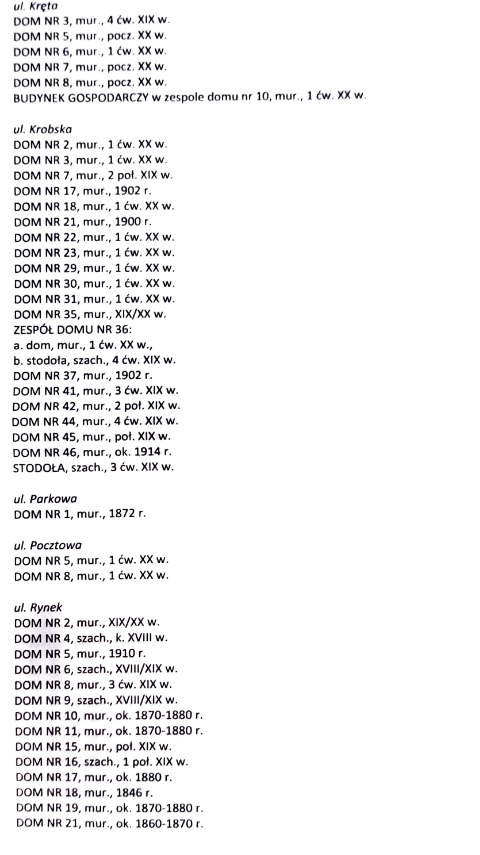 ul. Kręta
DOM NR 3, mur., 4 ćw. XIX w.
DOM NR 5, mur., pocz. XX w.
DOM NR 6, mur., 1 ćw. XX w.
DOM NR 7, mur., pocz. XX w.
DOM NR 8, mur., pocz. XX w.
BUDYNEK GOSPODARCZY w zespole domu nr 10, mur., 1 ćw. XX w.
ul. Krobska
DOM NR 2, mur., 1 ćw. XX w.
DOM NR 3, mur., 1 ćw. XX w.
DOM NR 7, mur., 2 poł. XIX w.
DOM NR 17, mur., 1902 r.
DOM NR 18, mur., 1 ćw. XX w.
DOM NR 21, mur., 1900 r.
DOM NR 22, mur., 1 ćw. XX w.
DOM NR 23, mur., 1 ćw. XX w.
DOM NR 29, mur., 1 ćw. XX w.
DOM NR 30, mur., 1 ćw. XX w.
DOM NR 31, mur., 1 ćw. XX w.
DOM NR 35, mur., XIX/XX w.
ZESPÓŁ DOMU NR 36:
a. dom, mur., 1 ćw. XX w.,
b. stodoła, szach., 4 ćw. XIX w.
DOM NR 37, mur., 1902 r.
DOM NR 41, mur., 3 ćw. XIX w.
DOM NR 42, mur., 2 poł. XIX w.
DOM NR 44, mur., 4 ćw. XIX w.
DOM NR 45, mur., poł. XIX w.
DOM NR 46, mur., ok. 1914 r.
STODOŁA, szach., 3 ćw. XIX w.
ul. Parkowa
DOM NR 1, mur., 1872 r.
ul. Pocztowa
DOM NR 5, mur., 1 ćw. XX w.
DOM NR 8, mur., 1 ćw. XX w.
ul. Rynek
DOM NR 2, mur., XIX/XX w.
DOM NR 4, szach., k. XVIII w.
DOM NR 5, mur., 1910 r.
DOM NR 6, szach., XVIII/XIX w.
DOM NR 8, mur., 3 ćw. XIX w.
DOM NR 9, szach., XVIII/XIX w.
DOM NR 10, mur., ok. 1870-1880 r.
DOM NR 11, mur., ok. 1870-1880 r.
DOM NR 15, mur., poł. XIX w.
DOM NR 16, szach., 1 poł. XIX w.
DOM NR 17, mur., ok. 1880 r.
DOM NR 18, mur., 1846 r.
DOM NR 19, mur., ok. 1870-1880 r.
DOM NR 21, mur., ok. 1860-1870 r.